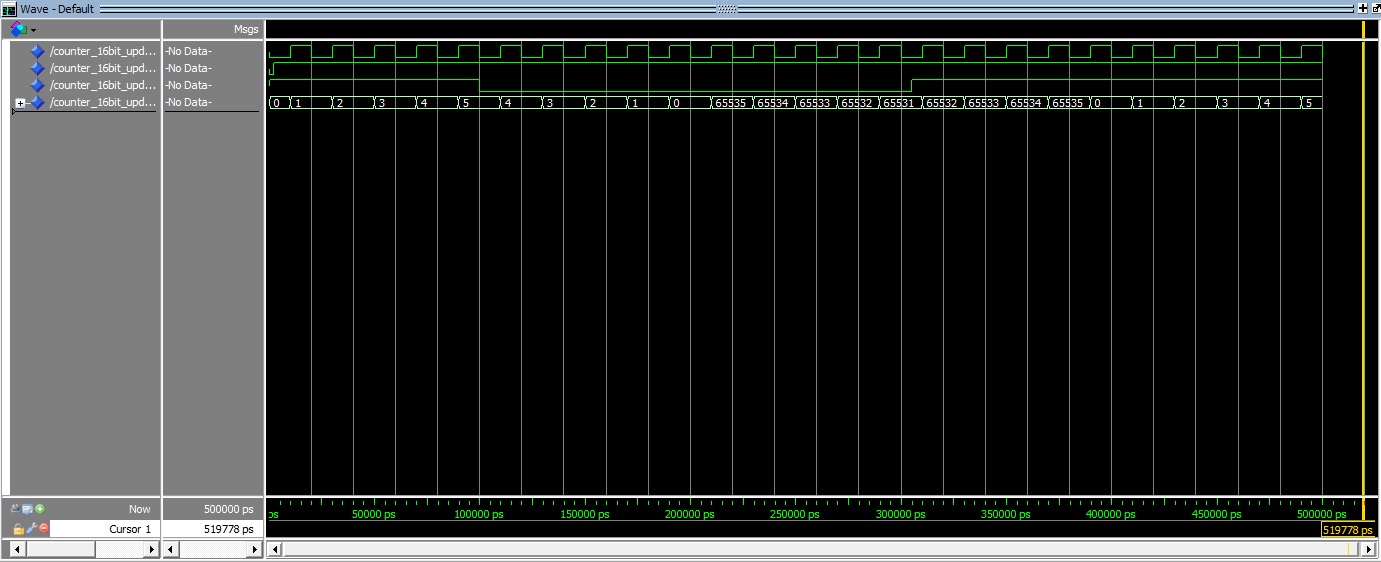 Wave - Default
Msgs
/counter_16bit_upd... -No Data-
/counter_16bit_upd... -No Data-
/counter_16bit_upd... -No Data-
/counter_16bit_upd... -No Data- 0 1 2 3 4 5 4 3 2 1 0 65535 65534 65533 65532 65531 65532 65533 65534 65535 0 1 2 3 4 5
Now 500000 ps ps 50000 ps 100000 ps 150000 ps 200000 ps 250000 ps 300000 ps 350000 ps 400000 ps 450000 ps 500000 ps
Cursor 1 519778 ps 519778 ps